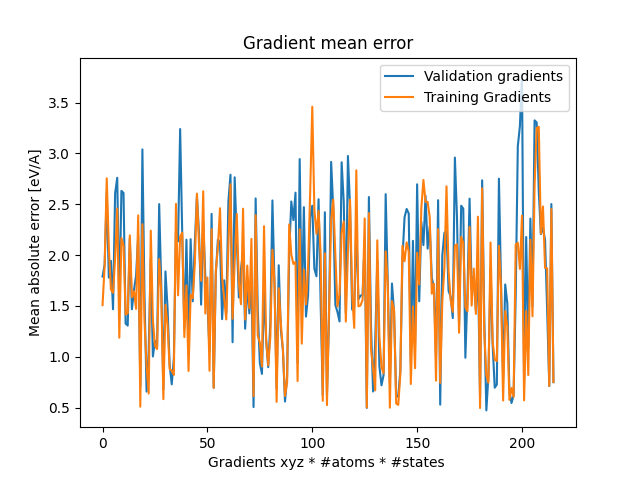 Gradient mean error
Validation gradients
Training Gradients
Mean absolute error [eV/A]
3.5
3.0
2.5
2.0
1.5
1.0
0.5
0 50 100 150 200
Gradients xyz * #atoms * #states